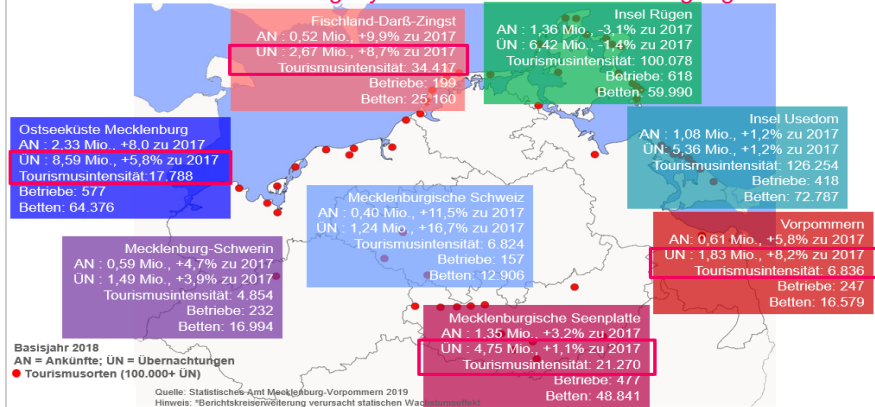 Fischland-Darß-Zingst
AN : 0,52 Mio., +9,9% zu 2017
ÜN : 2,67 Mio., +8,7% zu 2017
Tourismusintensität: 34.417
Betriebe: 199
Betten: 25.160
Insel Rügen
AN : 1,36 Mio., -3,1% zu 2017
ÜN: 6,42 Mio., -1,4% zu 2017
Tourismusintensität: 100.078
Betriebe: 618
Betten: 59.990
Ostseeküste Mecklenburg
AN : 2,33 Mio., +8,0 zu 2017
ÜN : 8,59 Mio., +5,8% zu 2017
Tourismusintensität:17.788
Betriebe: 577
Betten: 64.376
Insel Usedom
AN : 1,08 Mio., +1,2% zu 2017
ÜN: 5,36 Mio., +1,2% zu 2017
Tourismusintensität: 126.254
Betriebe: 418
Betten: 72.787
Mecklenburgische Schweiz
AN : 0,40 Mio., +11,5% zu 2017
ÜN : 1,24 Mio., +16,7% zu 2017
Tourismusintensität: 6.824
Betriebe: 157
Betten: 12.906
Vorpommern
AN: 0,61 Mio., +5,8% zu 2017
ÜN : 1,83 Mio., +8,2% zu 2017
Tourismusintensität: 6.836
Betriebe: 247
Betten: 16.579
Mecklenburg-Schwerin
AN : 0,59 Mio., +4,7% zu 2017
ÜN : 1,49 Mio., +3,9% zu 2017
Tourismusintensität: 4.854
Betriebe: 232
Betten: 16.994
Mecklenburgische Seenplatte
AN : 1,35 Mio., +3,2% zu 2017
ÜN : 4,75 Mio., +1,1% zu 2017
Tourismusintensität: 21.270
Betriebe: 477
Betten: 48.841
Basisjahr 2018
AN = Ankünfte; ÜN = Übernachtungen
Tourismusorten (100.000+ ÜN)
Quelle: Statistisches Amt Mecklenburg-Vorpommern 2019
Hinweis: *Berichtskreiserweiterung verursacht statischen Wachstumseffekt